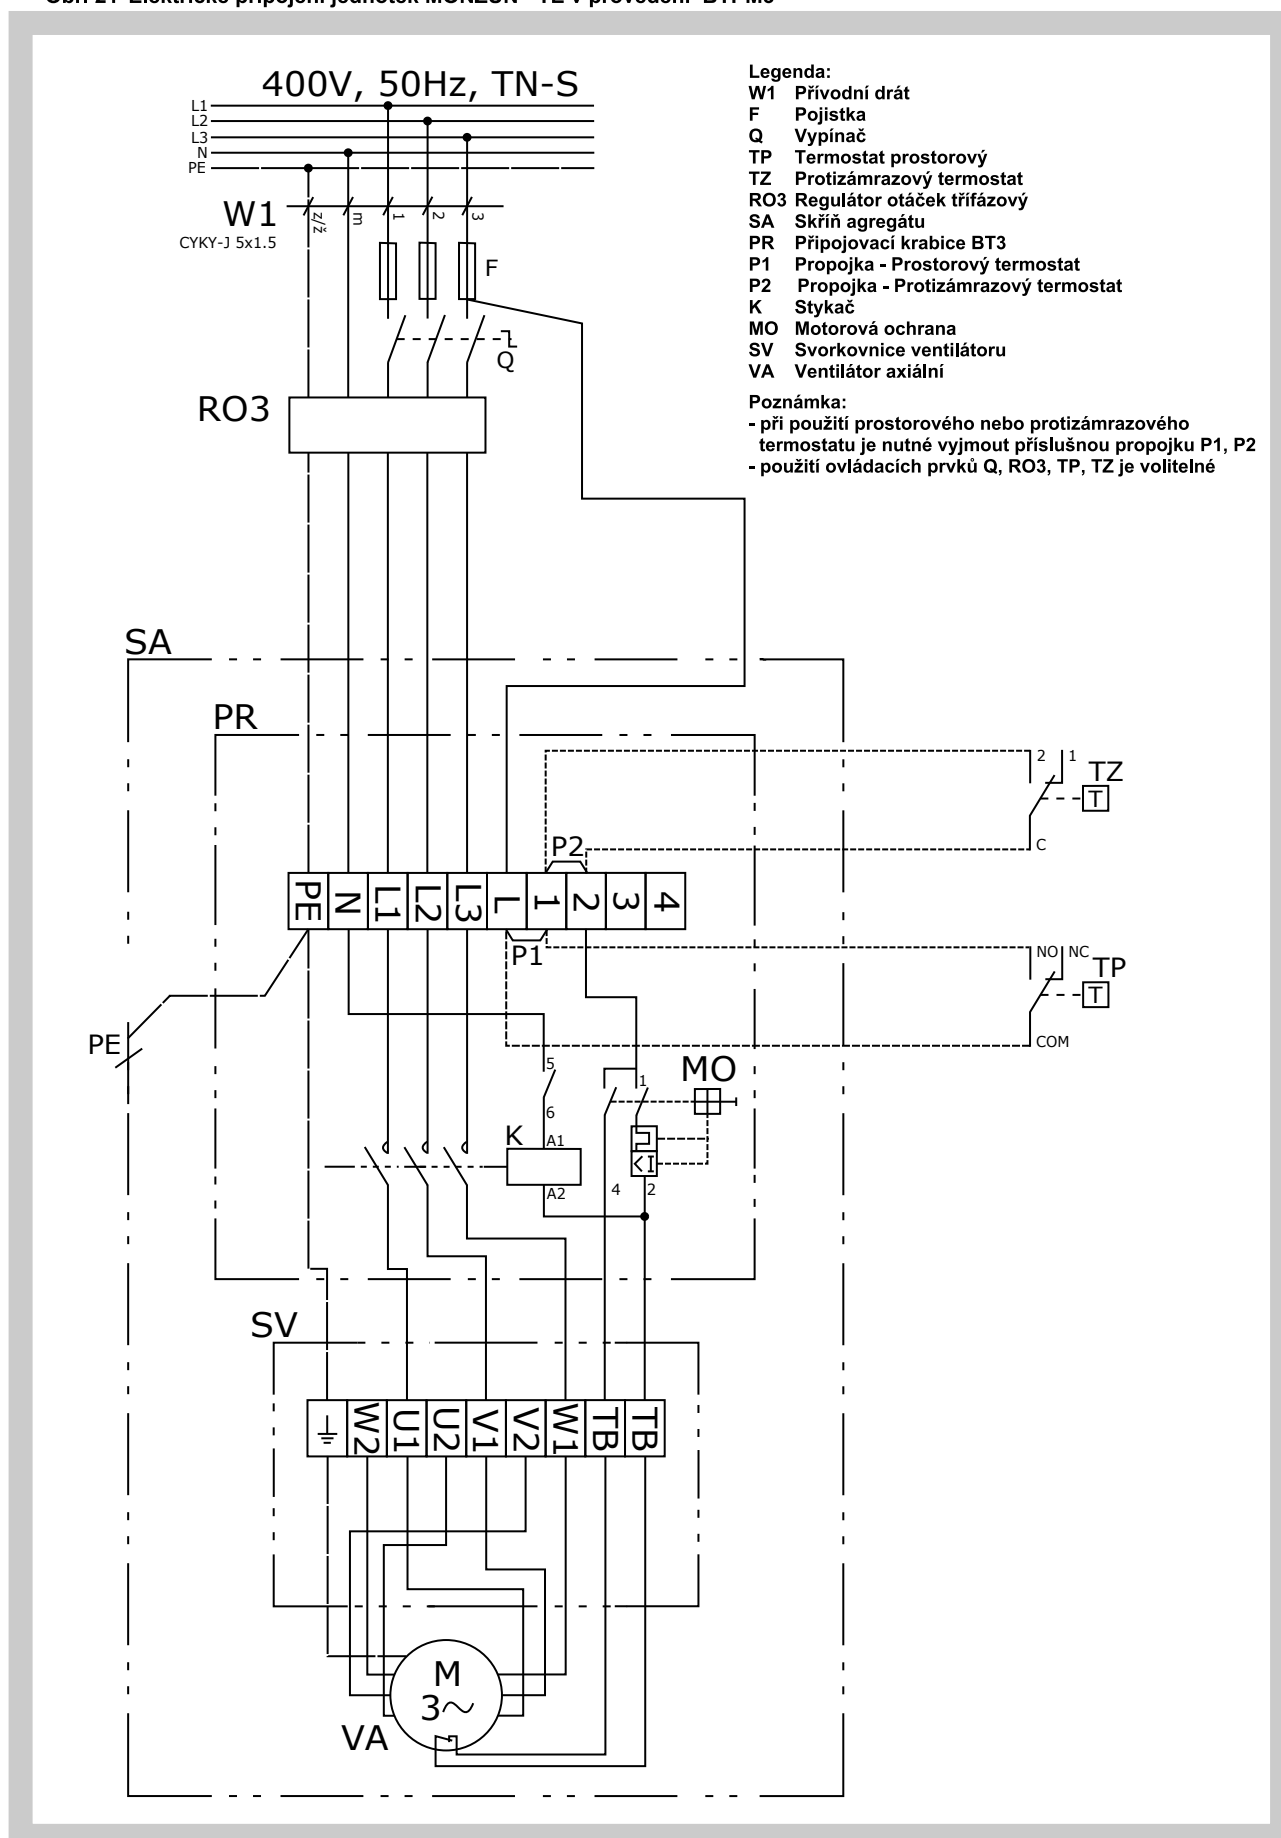 400V, 50Hz, TN-S
L1
L2
L3
N
PE
W1
CYKY-J 5x1.5
z/ž
m
1
2
3
F
Q
RO3
Legenda:
W1 Přívodní drát
F Pojistka
Q Vypínač
TP Termostat prostorový
TZ Protizámrazový termostat
RO3 Regulátor otáček třífázový
SA Skříň agregátu
PR Připojovací krabice BT3
P1 Propojka - Prostorový termostat
P2 Propojka - Protizámrazový termostat
K Stykač
MO Motorová ochrana
SV Svorkovnice ventilátoru
VA Ventilátor axiální
Poznámka:
- při použití prostorového nebo protizámrazového
termostatu je nutné vyjmout příslušnou propojku P1, P2
- použití ovládacích prvků Q, RO3, TP, TZ je volitelné
SA
PR
2 1
TZ
T
C
P2
PE N L1 L2 L3 L 1 2 3 4
P1
NO NC
TP
T
COM
PE
5
6
K
A1
A2
1
MO
4
2
SV
W2 U1 U2 V1 V2 W1 TB TB
M
3~
VA